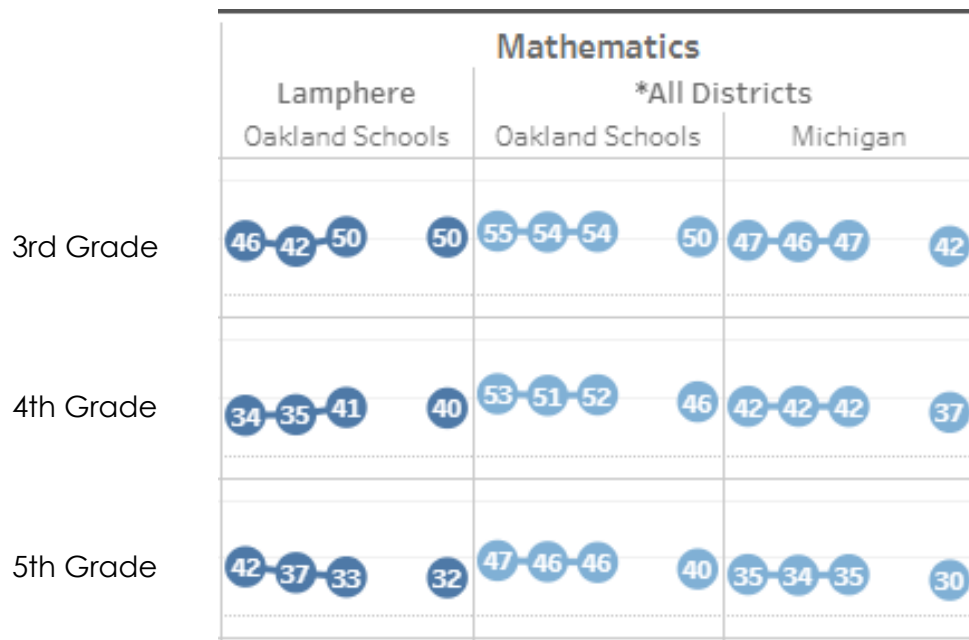 Mathematics
Lamphere *All Districts
Oakland Schools Oakland Schools Michigan
3rd Grade 46 42 50 50 55 54 54 50 47 46 47 42
4th Grade 34 35 41 40 53 51 52 46 42 42 42 37
5th Grade 42 37 33 32 47 46 46 40 35 34 35 30